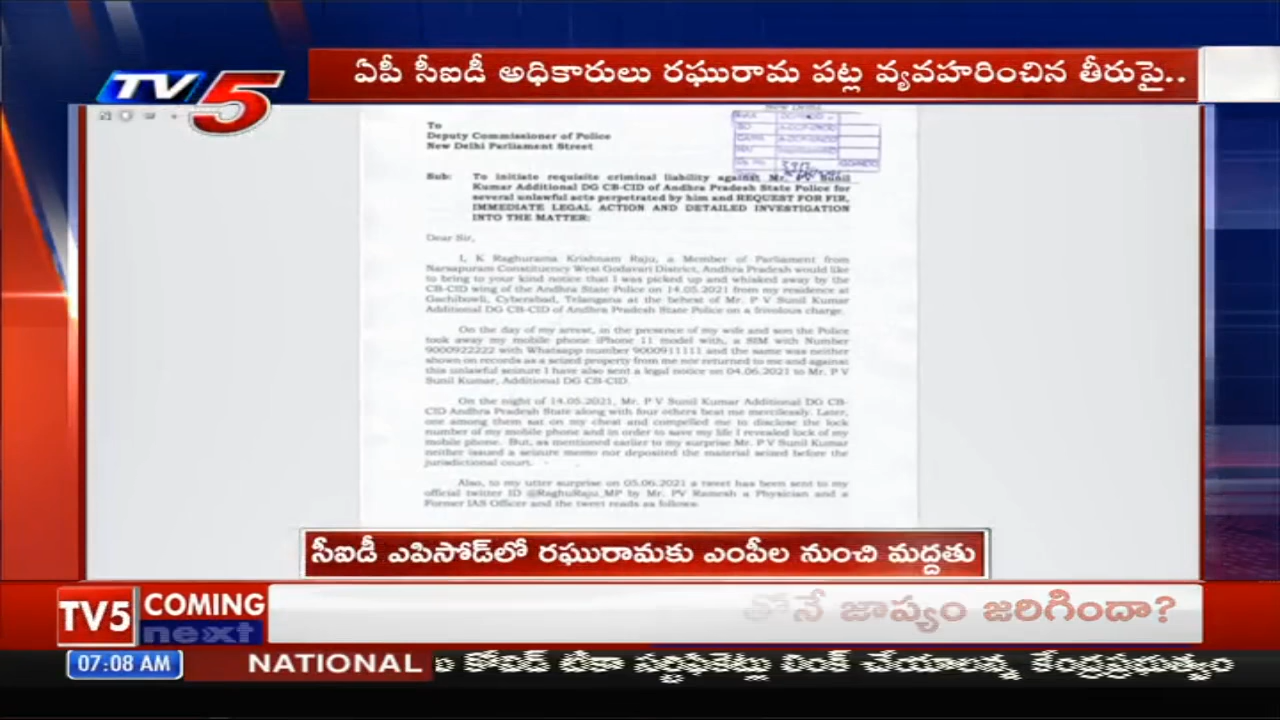 TV5
ఏపీ సీఐడీ అధికారులు రఘురామ పట్ల వ్యవహరించిన తీరుపై..
To
Deputy Commissioner of Police
New Delhi Parliament Street
Sub: To initiate requisite criminal liability against Mr. PV Sunil
Kumar Additional DG CB-CID of Andhra Pradesh State Police for
several unlawful acts perpetrated by him and REQUEST FOR FIR,
IMMEDIATE LEGAL ACTION AND DETAILED INVESTIGATION
INTO THE MATTER:
Dear Sir,
I, K Raghurama Krishnam Raju, a Member of Parliament from
Narsapuram Constituency West Godavari District, Andhra Pradesh would like
to bring to your kind notice that I was picked up and whisked away by the
CB-CID wing of the Andhra State Police on 14.05.2021 from my residence at
Gachibowli, Cyberabad, Telangana at the behest of Mr. P V Sunil Kumar
Additional DG CB-CID of Andhra Pradesh State Police on a frivolous charge.
On the day of my arrest, in the presence of my wife and son the Police
took away my mobile phone iPhone 11 model with, a SIM with Number
9000922222 with Whatsapp number 9000911111 and the same was neither
shown on records as a seized property from me nor returned to me and against
this unlawful seizure I have also sent a legal notice on 04.06.2021 to Mr. P V
Sunil Kumar, Additional DG CB-CID.
On the night of 14.05.2021, Mr. P V Sunil Kumar Additional DG CB-
CID Andhra Pradesh State along with four others beat me mercilessly. Later,
one among them sat on my chest and compelled me to disclose the lock
number of my mobile phone and in order to save my life I revealed lock of my
mobile phone. But, as mentioned earlier to my surprise Mr. P V Sunil Kumar
neither issued a seizure memo nor deposited the material seized before the
jurisdictional court.
Also, to my utter surprise on 05.06.2021 a tweet has been sent to my
official twitter ID @RaghuRaju_MP by Mr. PV Ramesh a Physician and a
Former IAS Officer and the tweet reads as follows:
సీఐడీ ఎపిసోడ్‌లో రఘురామకు ఎంపీల నుంచి మద్దతు
TV5 COMING next
జాప్యం జరిగిందా?
07:08 AM NATIONAL కోవిడ్ టీకా సర్టిఫికెట్లు లింక్ చేయాలన్న కేంద్రప్రభుత్వం